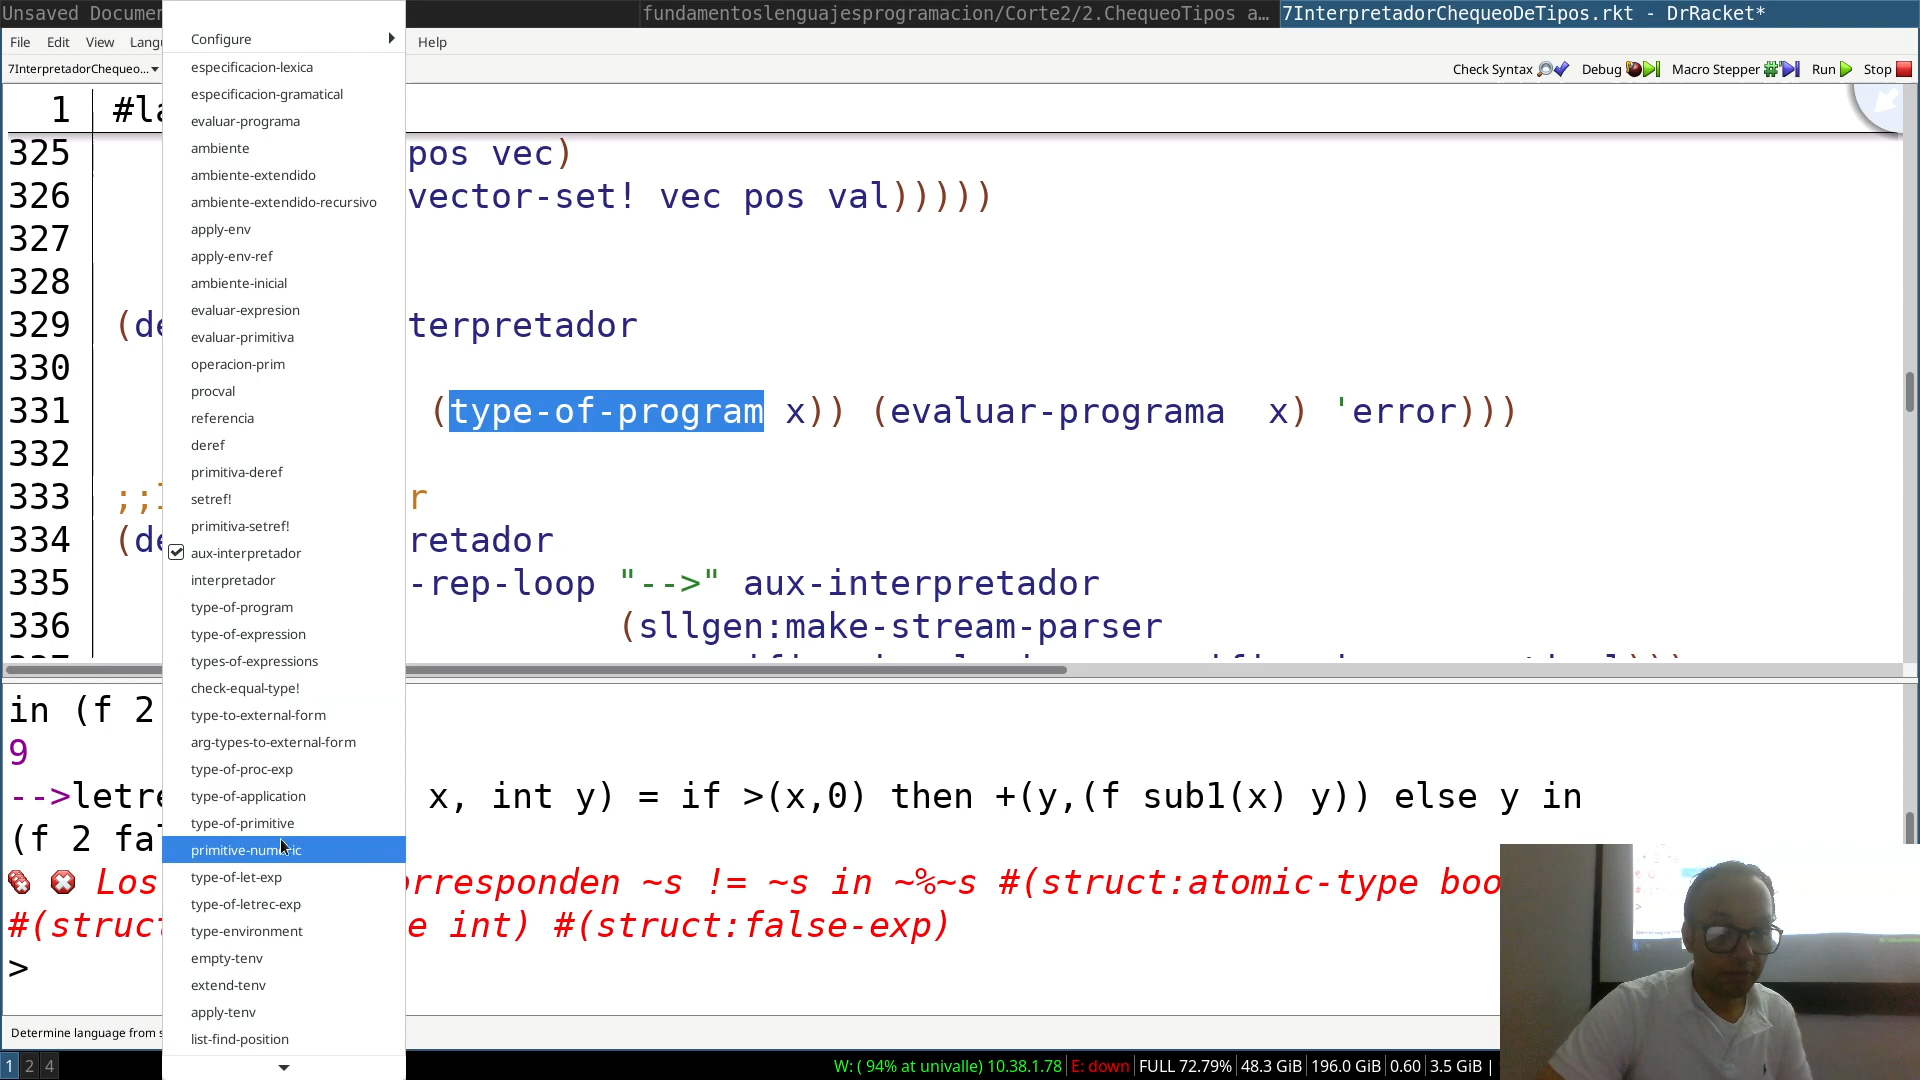 Unsaved Documen
fundamentoslenguajesprogramacion/Corte2/2.ChequeoTipos a…
7InterpretadorChequeoDeTipos.rkt - DrRacket*
File Edit View Langu Help
7InterpretadorChequeo...
Check Syntax Debug Macro Stepper Run Stop
Configure
especificacion-lexica
especificacion-gramatical
evaluar-programa
ambiente
ambiente-extendido
ambiente-extendido-recursivo
apply-env
apply-env-ref
ambiente-inicial
evaluar-expresion
evaluar-primitiva
operacion-prim
procval
referencia
deref
primitiva-deref
setref!
primitiva-setref!
aux-interpretador
interpretador
type-of-program
type-of-expression
types-of-expressions
check-equal-type!
type-to-external-form
arg-types-to-external-form
type-of-proc-exp
type-of-application
type-of-primitive
primitive-numeric
type-of-let-exp
type-of-letrec-exp
type-environment
empty-tenv
extend-tenv
apply-tenv
list-find-position
1 #la
325 pos vec)
326 vector-set! vec pos val)))))
327
328
329 (de terpretador
330
331 (type-of-program x)) (evaluar-programa  x) 'error)))
332
333 ;; r
334 (de retador
335 -rep-loop "-->" aux-interpretador
336 (sllgen:make-stream-parser
in (f 2
9
-->letre x, int y) = if >(x,0) then +(y,(f sub1(x) y)) else y in
(f 2 fa
Los orresponden ~s != ~s in ~%~s #(struct:atomic-type boo
#(struct e int) #(struct:false-exp)
>
Determine language from s
1 2 4
W: ( 94% at univalle) 10.38.1.78 E: down FULL 72.79% 48.3 GiB 196.0 GiB 0.60 3.5 GiB